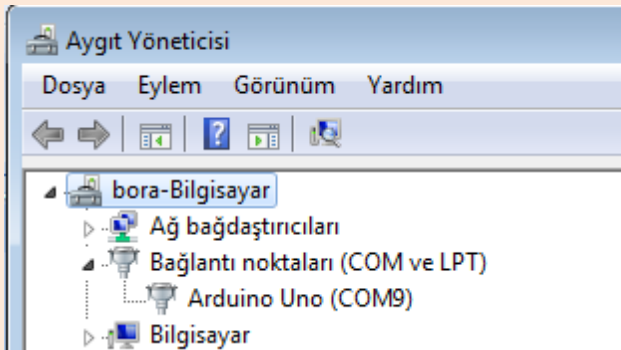 Aygıt Yöneticisi
Dosya Eylem Görünüm Yardım
bora-Bilgisayar
Ağ bağdaştırıcıları
Bağlantı noktaları (COM ve LPT)
Arduino Uno (COM9)
Bilgisayar